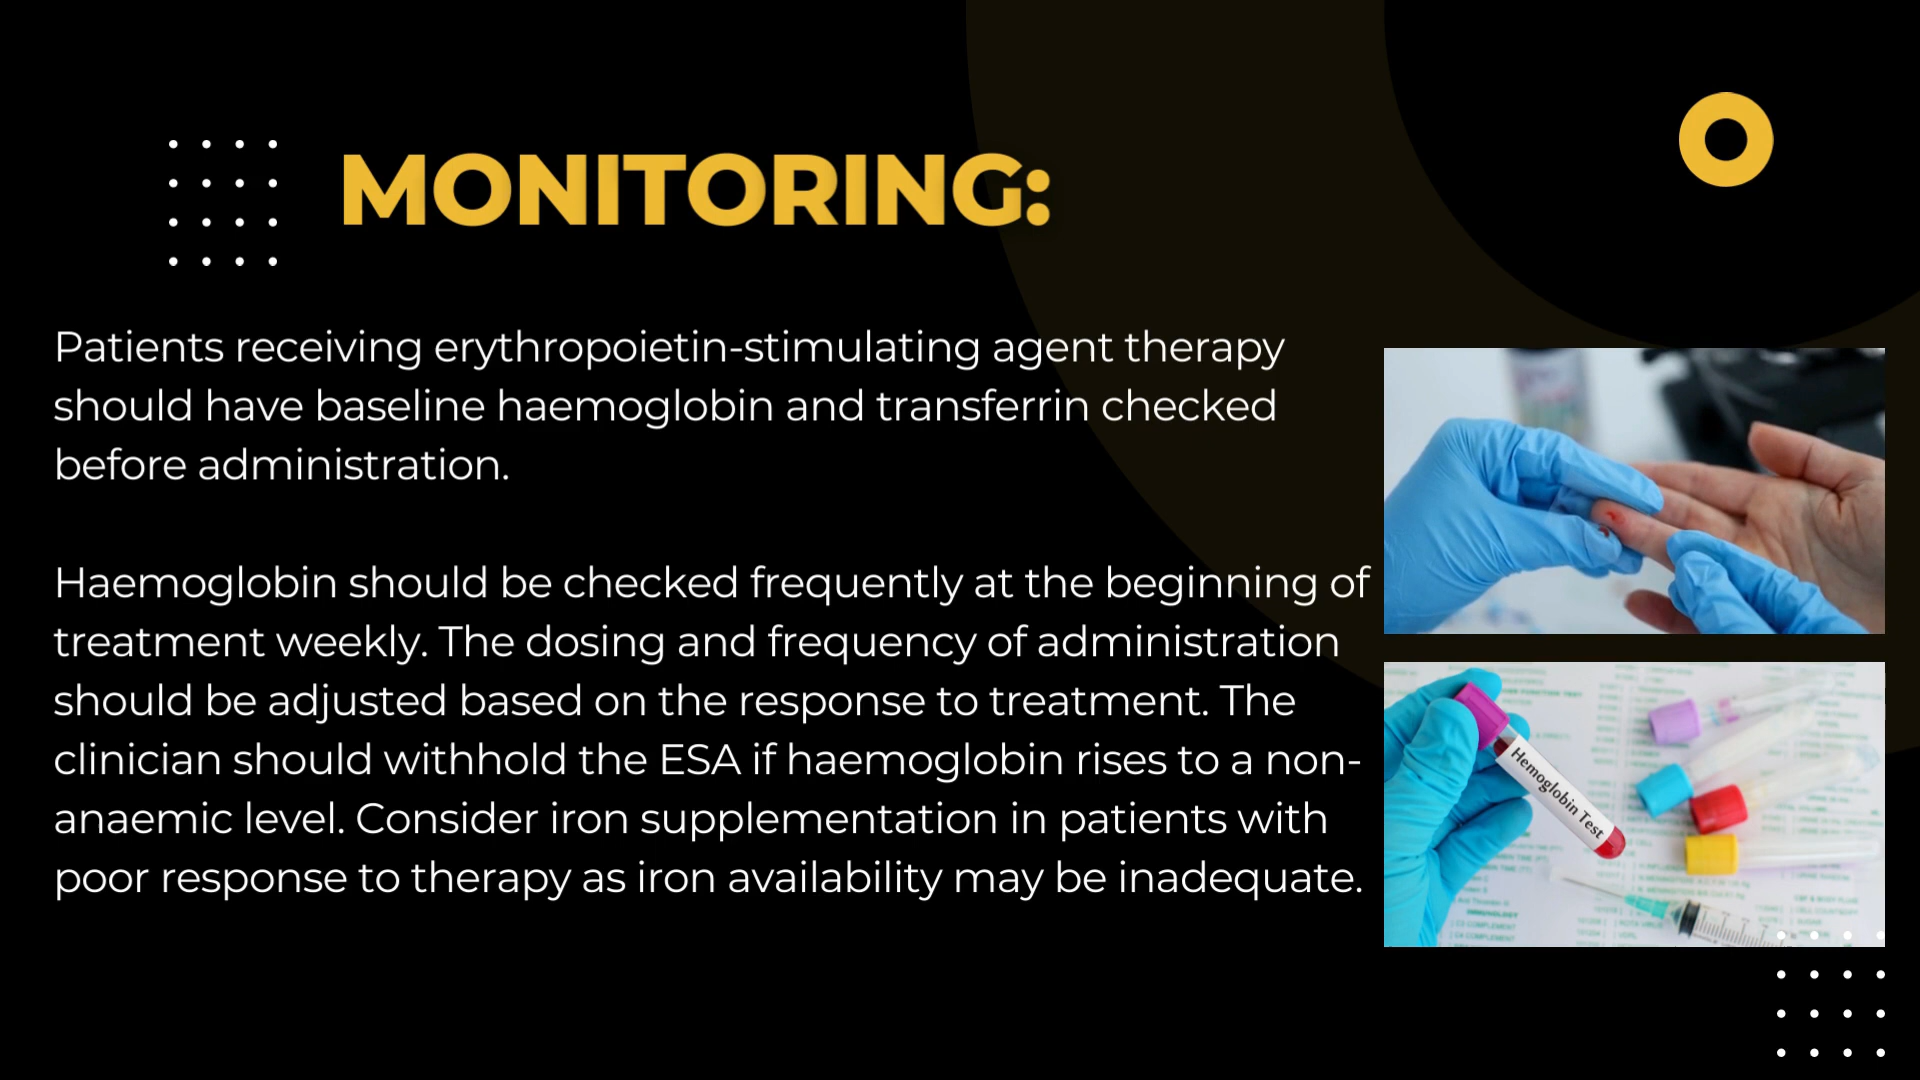 MONITORING:
Patients receiving erythropoietin-stimulating agent therapy
should have baseline haemoglobin and transferrin checked
before administration.
Haemoglobin should be checked frequently at the beginning of
treatment weekly. The dosing and frequency of administration
should be adjusted based on the response to treatment. The
clinician should withhold the ESA if haemoglobin rises to a non-
anaemic level. Consider iron supplementation in patients with
poor response to therapy as iron availability may be inadequate.
Hemoglobin Test
IMMUNOLOGY